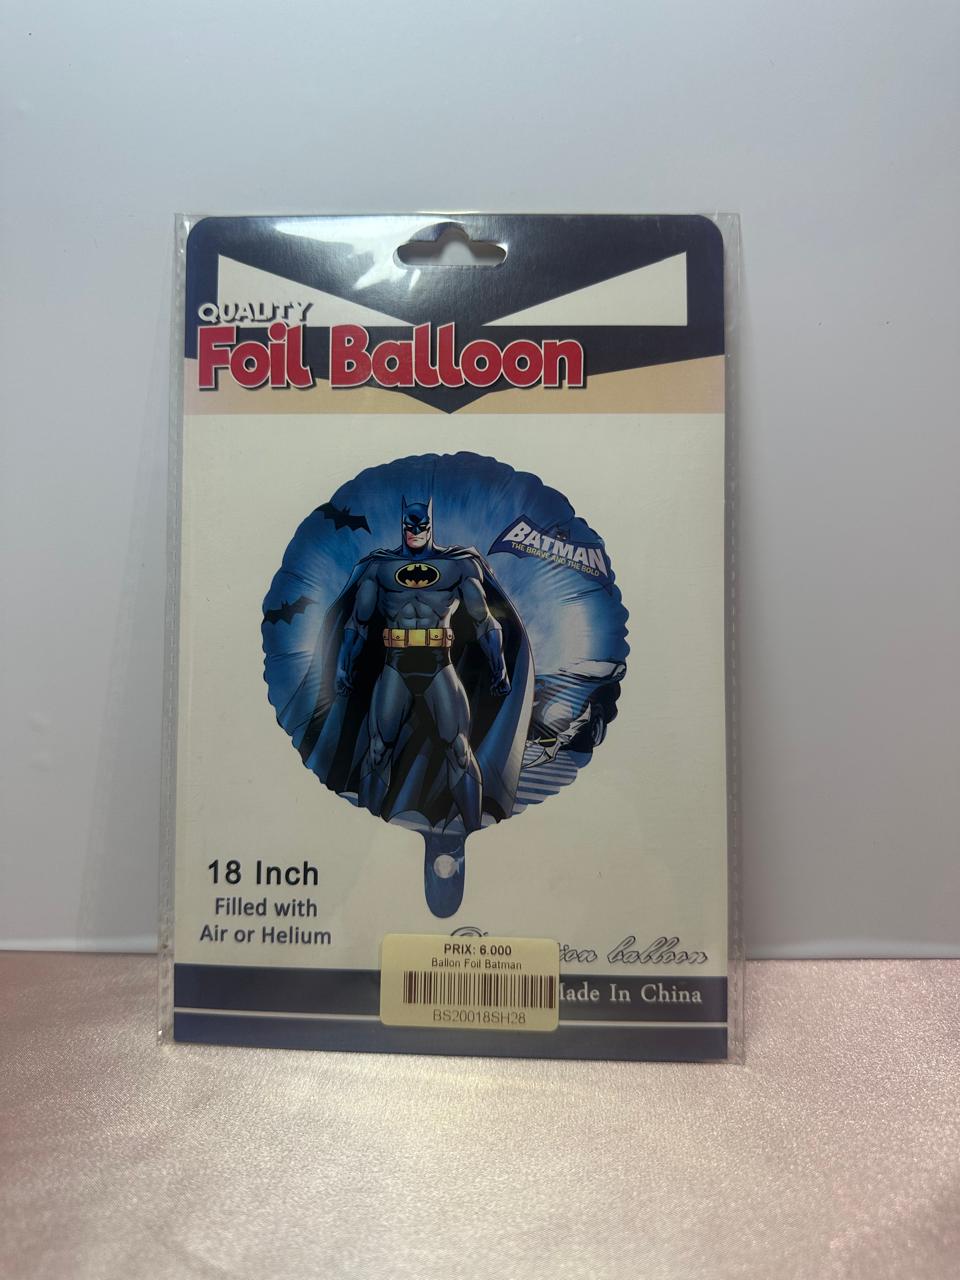 QUALITY
Foil Balloon
BATMAN
THE BRAVE AND THE BOLD
18 Inch
Filled with
Air or Helium
balloon
Made In China
PRIX: 6.000
Ballon Foil Batman
BS20018SH28